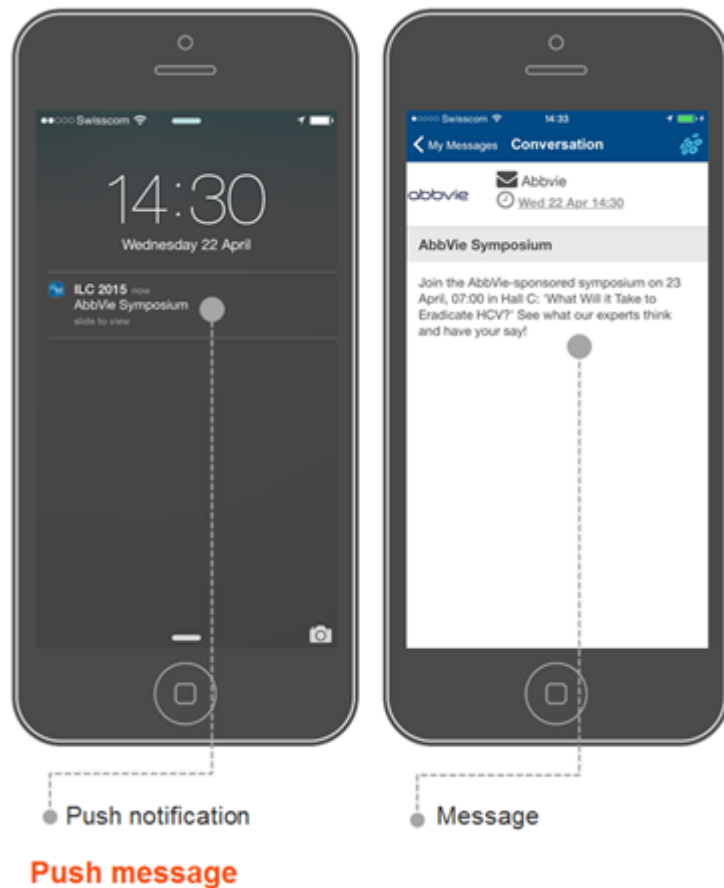 Swisscom
14:30
Wednesday 22 April
ILC 2015 now
AbbVie Symposium
slide to view
Swisscom 14:33
My Messages Conversation
abbvie
Abbvie
Wed 22 Apr 14:30
AbbVie Symposium
Join the AbbVie-sponsored symposium on 23
April, 07:00 in Hall C: 'What Will it Take to
Eradicate HCV?' See what our experts think
and have your say!
Push notification
Message
Push message